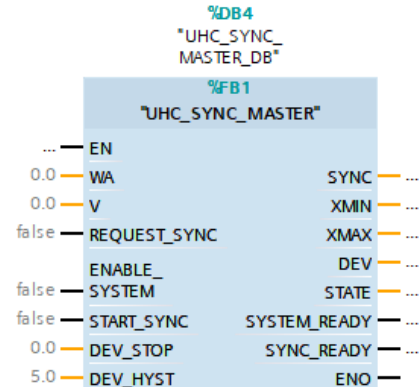 %DB4
"UHC_SYNC_
MASTER_DB"
%FB1
"UHC_SYNC_MASTER"
... EN
0.0 WA SYNC ...
0.0 V XMIN ...
false REQUEST_SYNC XMAX ...
DEV ...
ENABLE_
false SYSTEM STATE ...
false START_SYNC SYSTEM_READY ...
0.0 DEV_STOP SYNC_READY ...
5.0 DEV_HYST ENO